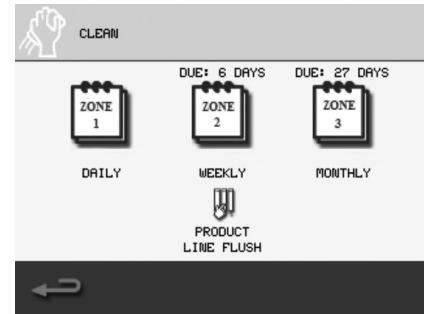 CLEAN
DUE: 6 DAYS
DUE: 27 DAYS
ZONE
1
ZONE
2
ZONE
3
DAILY
WEEKLY
MONTHLY
PRODUCT
LINE FLUSH